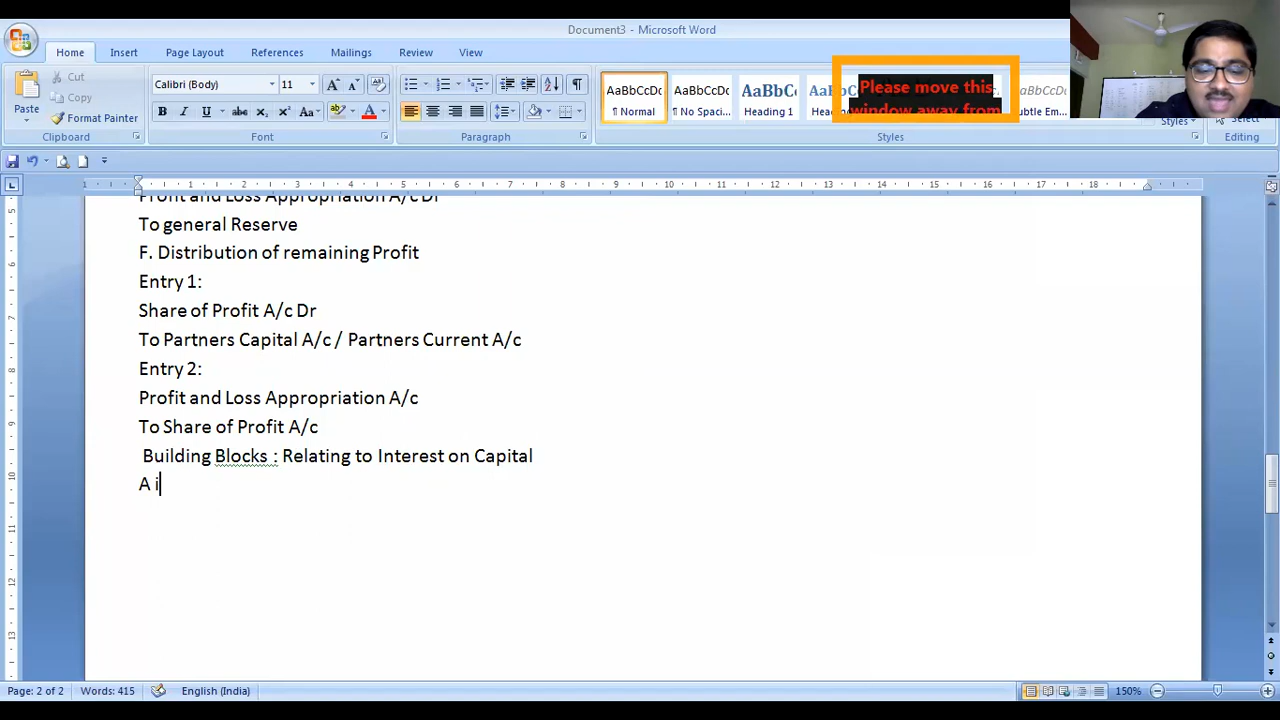 Document3 - Microsoft Word
Home Insert Page Layout References Mailings Review View
Cut
Copy
Format Painter
Paste
Clipboard
Calibri (Body) 11
Font
Paragraph
AaBbCcDc AaBbCcDc AaBbC AaBbCc
¶ Normal ¶ No Spaci... Heading 1 Subtle Em...
Styles
Editing
Please move this
window away from
Profit and Loss Appropriation A/c Dr
To general Reserve
F. Distribution of remaining Profit
Entry 1:
Share of Profit A/c Dr
To Partners Capital A/c / Partners Current A/c
Entry 2:
Profit and Loss Appropriation A/c
To Share of Profit A/c
Building Blocks : Relating to Interest on Capital
A i
Page: 2 of 2 Words: 415 English (India) 150%